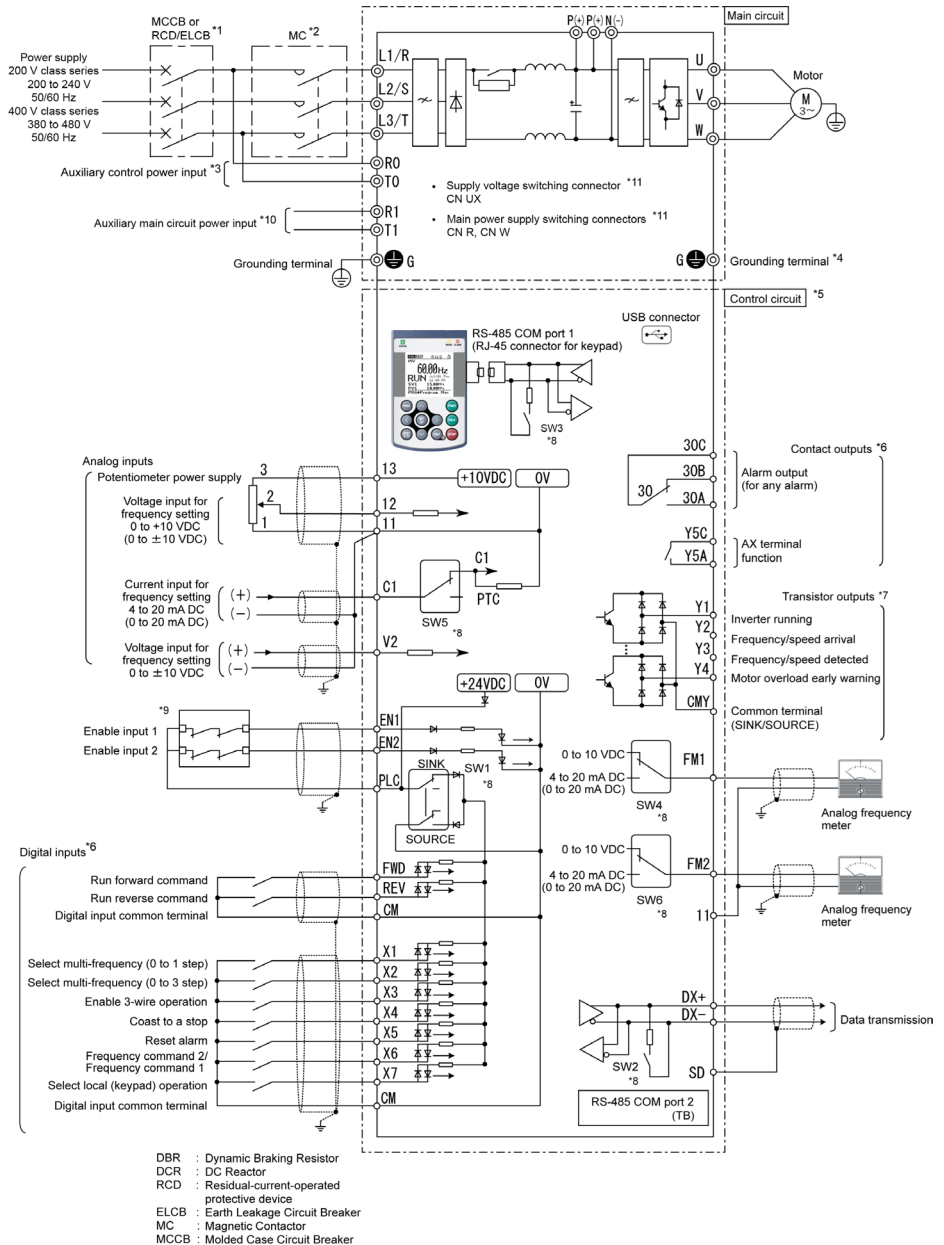 MCCB or
RCD/ELCB *1
MC *2
Power supply
200 V class series
200 to 240 V
50/60 Hz
400 V class series
380 to 480 V
50/60 Hz
Main circuit
P(+) P(+) N(-)
L1/R
L2/S
L3/T
U
V
W
Motor
M
3~
Auxiliary control power input *3
R0
T0
• Supply voltage switching connector *11
CN UX
• Main power supply switching connectors *11
CN R, CN W
Auxiliary main circuit power input *10
R1
T1
Grounding terminal
G
G
Grounding terminal *4
Control circuit *5
USB connector
RS-485 COM port 1
(RJ-45 connector for keypad)
60.00Hz
RUN
SW3
*8
Contact outputs *6
30C
30B
30A
30
Alarm output
(for any alarm)
Y5C
Y5A
AX terminal
function
Analog inputs
Potentiometer power supply
3
2
1
13
12
11
+10VDC
0V
Voltage input for
frequency setting
0 to +10 VDC
(0 to ±10 VDC)
Current input for
frequency setting
4 to 20 mA DC
(0 to 20 mA DC)
(+)
(-)
C1
C1
PTC
SW5
*8
Voltage input for
frequency setting
0 to ±10 VDC
(+)
(-)
V2
Transistor outputs *7
Y1
Y2
Y3
Y4
CMY
Inverter running
Frequency/speed arrival
Frequency/speed detected
Motor overload early warning
Common terminal
(SINK/SOURCE)
+24VDC
0V
*9
Enable input 1
Enable input 2
EN1
EN2
PLC
SINK
SW1
*8
SOURCE
0 to 10 VDC
4 to 20 mA DC
(0 to 20 mA DC)
SW4
*8
FM1
Analog frequency
meter
0 to 10 VDC
4 to 20 mA DC
(0 to 20 mA DC)
SW6
*8
FM2
11
Analog frequency
meter
Digital inputs *6
Run forward command
Run reverse command
Digital input common terminal
FWD
REV
CM
Select multi-frequency (0 to 1 step)
Select multi-frequency (0 to 3 step)
Enable 3-wire operation
Coast to a stop
Reset alarm
Frequency command 2/
Frequency command 1
Select local (keypad) operation
Digital input common terminal
X1
X2
X3
X4
X5
X6
X7
CM
DX+
DX-
SD
Data transmission
SW2
*8
RS-485 COM port 2
(TB)
DBR : Dynamic Braking Resistor
DCR : DC Reactor
RCD : Residual-current-operated
protective device
ELCB : Earth Leakage Circuit Breaker
MC : Magnetic Contactor
MCCB : Molded Case Circuit Breaker